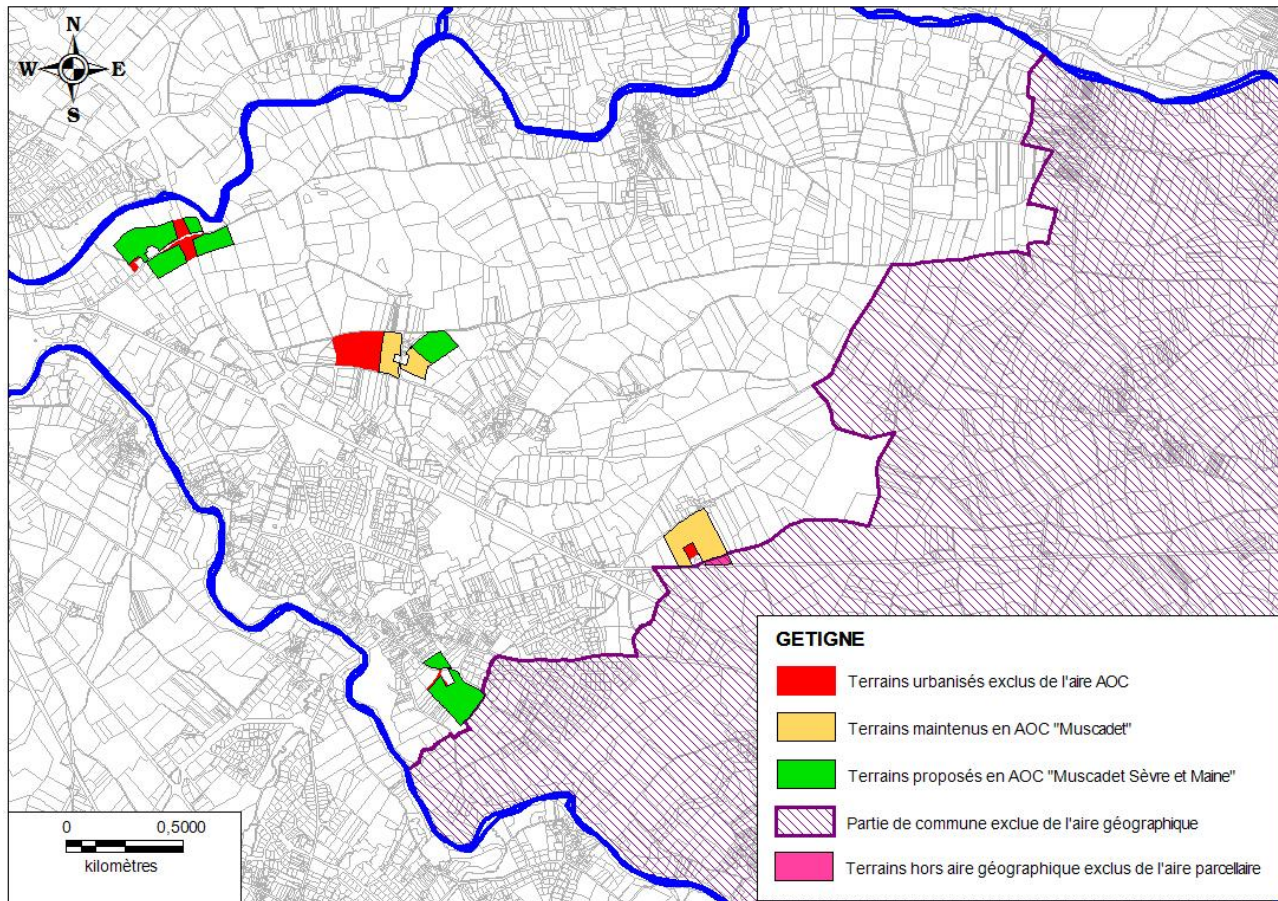 N
W E
S
GETIGNE
Terrains urbanisés exclus de l'aire AOC
Terrains maintenus en AOC "Muscadet"
Terrains proposés en AOC "Muscadet Sèvre et Maine"
Partie de commune exclue de l'aire géographique
Terrains hors aire géographique exclus de l'aire parcellaire
0 0,5000
kilomètres